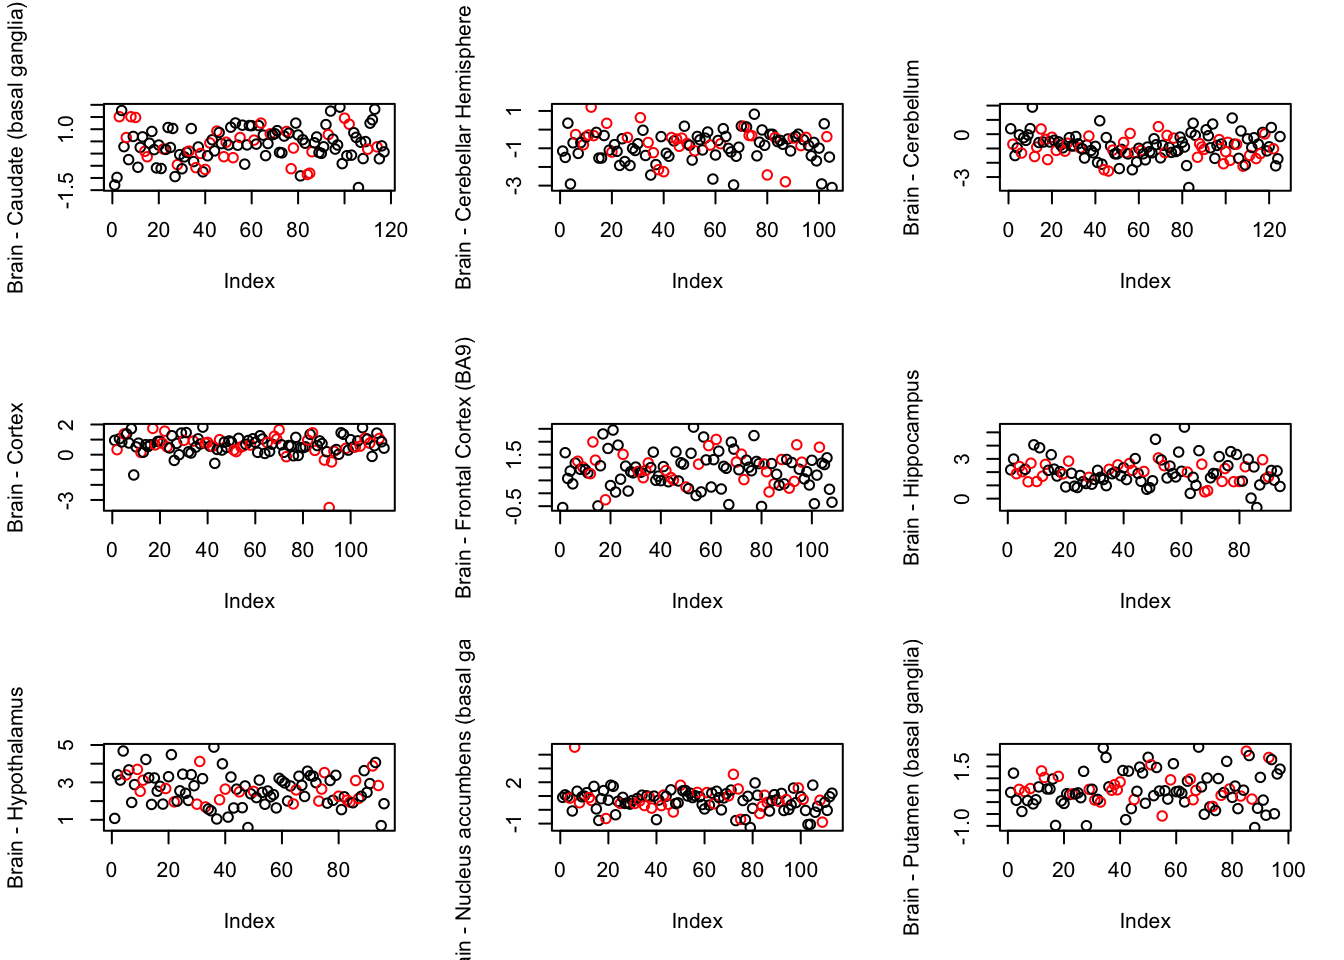 Brain - Caudate (basal ganglia)
1.0
-1.5
0 20 40 60 80 120
Index
Brain - Cerebellar Hemisphere
1
-1
-3
0 20 40 60 80 100
Index
Brain - Cerebellum
0
-3
0 20 40 60 80 120
Index
Brain - Cortex
2
0
-3
0 20 40 60 80 100
Index
Brain - Frontal Cortex (BA9)
1.5
-0.5
0 20 40 60 80 100
Index
Brain - Hippocampus
3
0
0 20 40 60 80
Index
Brain - Hypothalamus
5
3
1
0 20 40 60 80
Index
ain - Nucleus accumbens (basal ga
2
-1
0 20 40 60 80 100
Index
Brain - Putamen (basal ganglia)
1.5
-1.0
0 20 40 60 80 100
Index